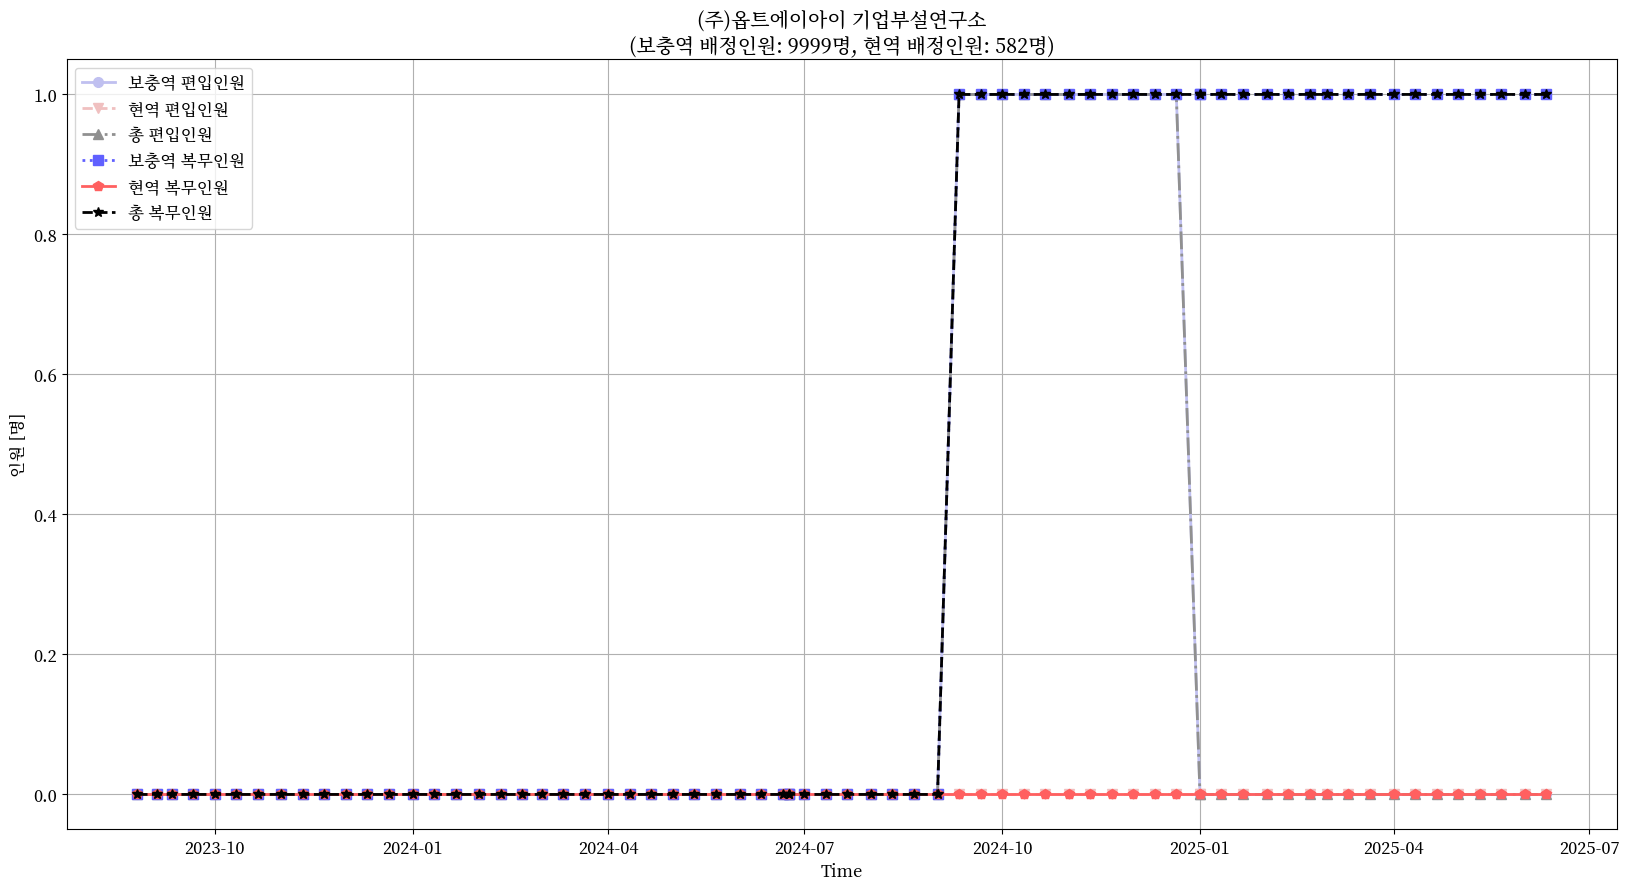 (주)옵트에이아이 기업부설연구소
(보충역 배정인원: 9999명, 현역 배정인원: 582명)
보충역 편입인원
현역 편입인원
총 편입인원
보충역 복무인원
현역 복무인원
총 복무인원
1.0
0.8
0.6
0.4
0.2
0.0
인원 [명]
2023-10
2024-01
2024-04
2024-07
2024-10
2025-01
2025-04
2025-07
Time